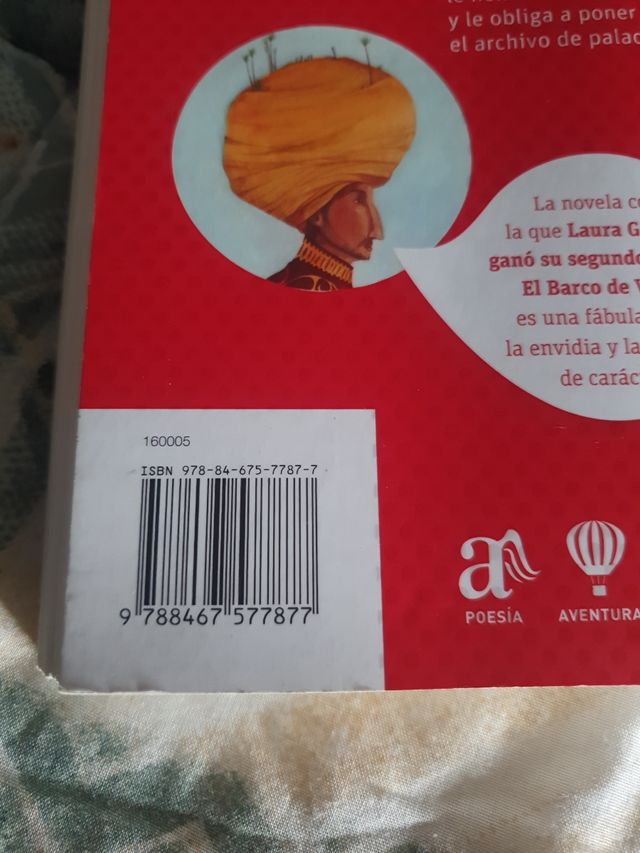 y le obliga a poner
el archivo de palac
La novela co
la que Laura G
ganó su segundo
El Barco de V
es una fábula
la envidia y la
de carác
160005
ISBN 978-84-675-7787-7
9 788467 577877
POESÍA
AVENTURA